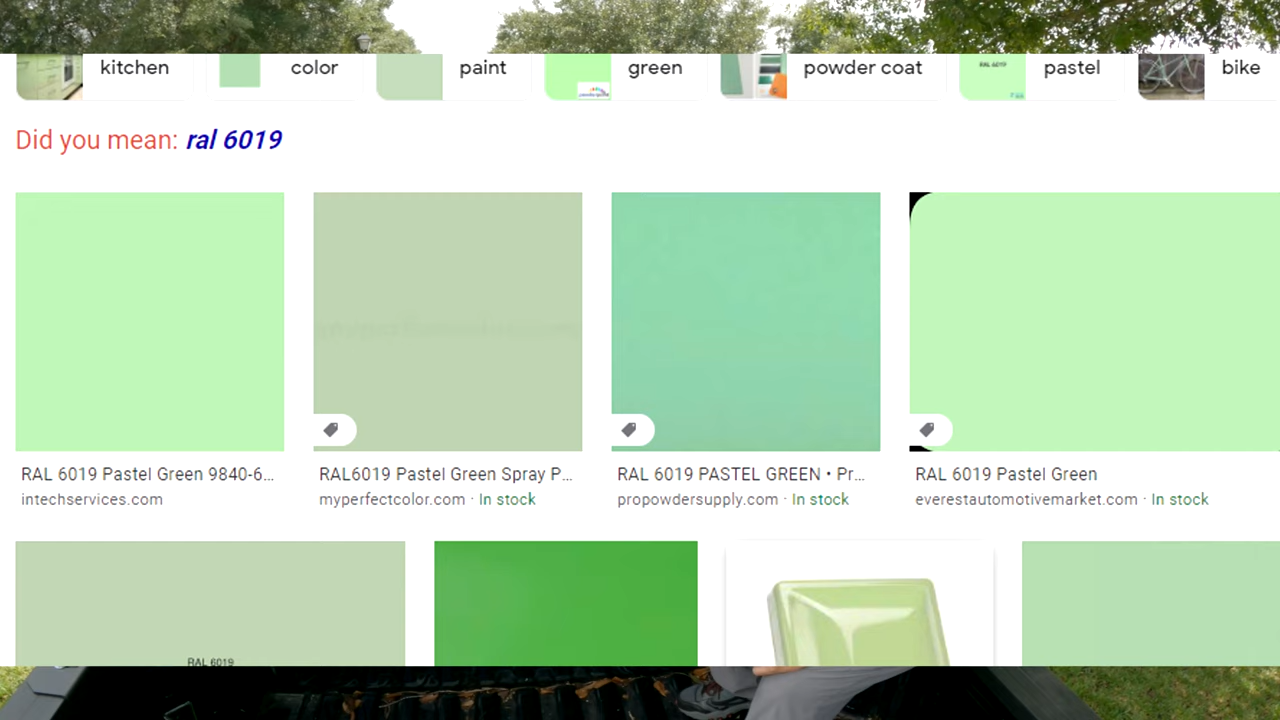 kitchen
color
paint
green
powder coat
RAL 6019
pastel
bike
Did you mean: ral 6019
RAL 6019 Pastel Green 9840-6...
intechservices.com
RAL6019 Pastel Green Spray P...
myperfectcolor.com · In stock
RAL 6019 PASTEL GREEN • Pr...
propowdersupply.com · In stock
RAL 6019 Pastel Green
everestautomotivemarket.com · In stock
RAL 6019